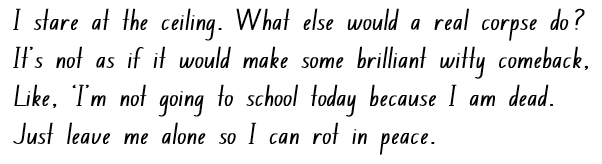 I stare at the ceiling. What else would a real corpse do?
It's not as if it would make some brilliant witty comeback,
Like, 'I'm not going to school today because I am dead.
Just leave me alone so I can rot in peace.